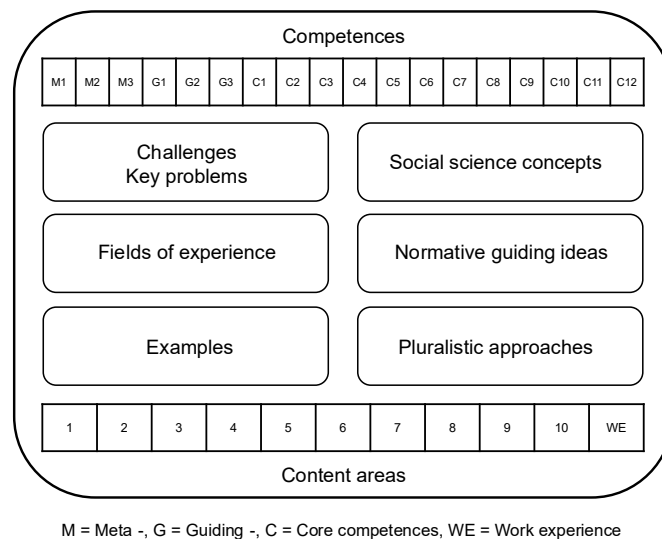 Competences
M1 M2 M3 G1 G2 G3 C1 C2 C3 C4 C5 C6 C7 C8 C9 C10 C11 C12
Challenges
Key problems
Social science concepts
Fields of experience
Normative guiding ideas
Examples
Pluralistic approaches
1 2 3 4 5 6 7 8 9 10 WE
Content areas
M = Meta -, G = Guiding -, C = Core competences, WE = Work experience